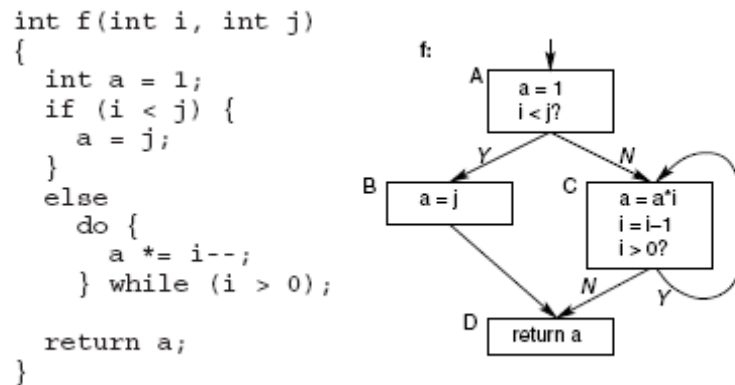 int f(int i, int j)
{
int a = 1;
if (i < j) {
a = j;
}
else
do {
a *= i--;
} while (i > 0);
return a;
}
f:
A
a = 1
i < j?
Y
N
B
a = j
C
a = a*i
i = i–1
i > 0?
N
Y
D
return a